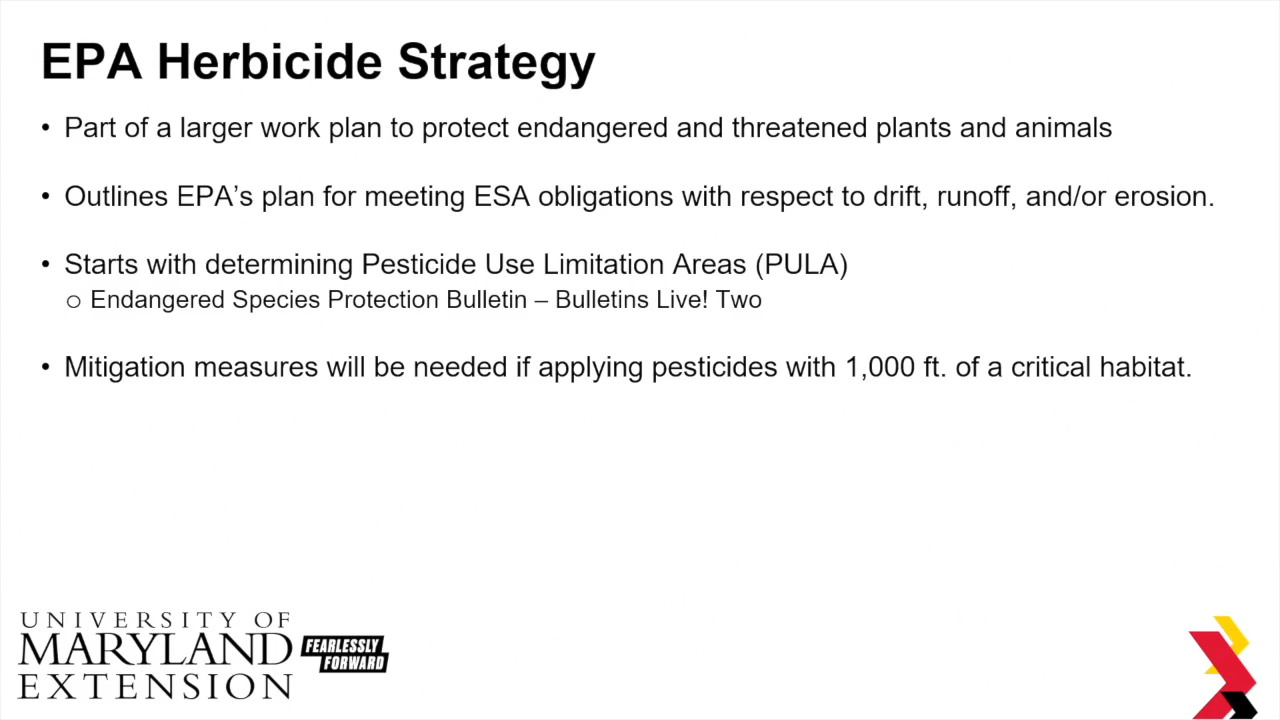 EPA Herbicide Strategy
• Part of a larger work plan to protect endangered and threatened plants and animals
• Outlines EPA’s plan for meeting ESA obligations with respect to drift, runoff, and/or erosion.
• Starts with determining Pesticide Use Limitation Areas (PULA)
o Endangered Species Protection Bulletin – Bulletins Live! Two
• Mitigation measures will be needed if applying pesticides with 1,000 ft. of a critical habitat.
UNIVERSITY OF
MARYLAND
EXTENSION
FEARLESSLY
FORWARD